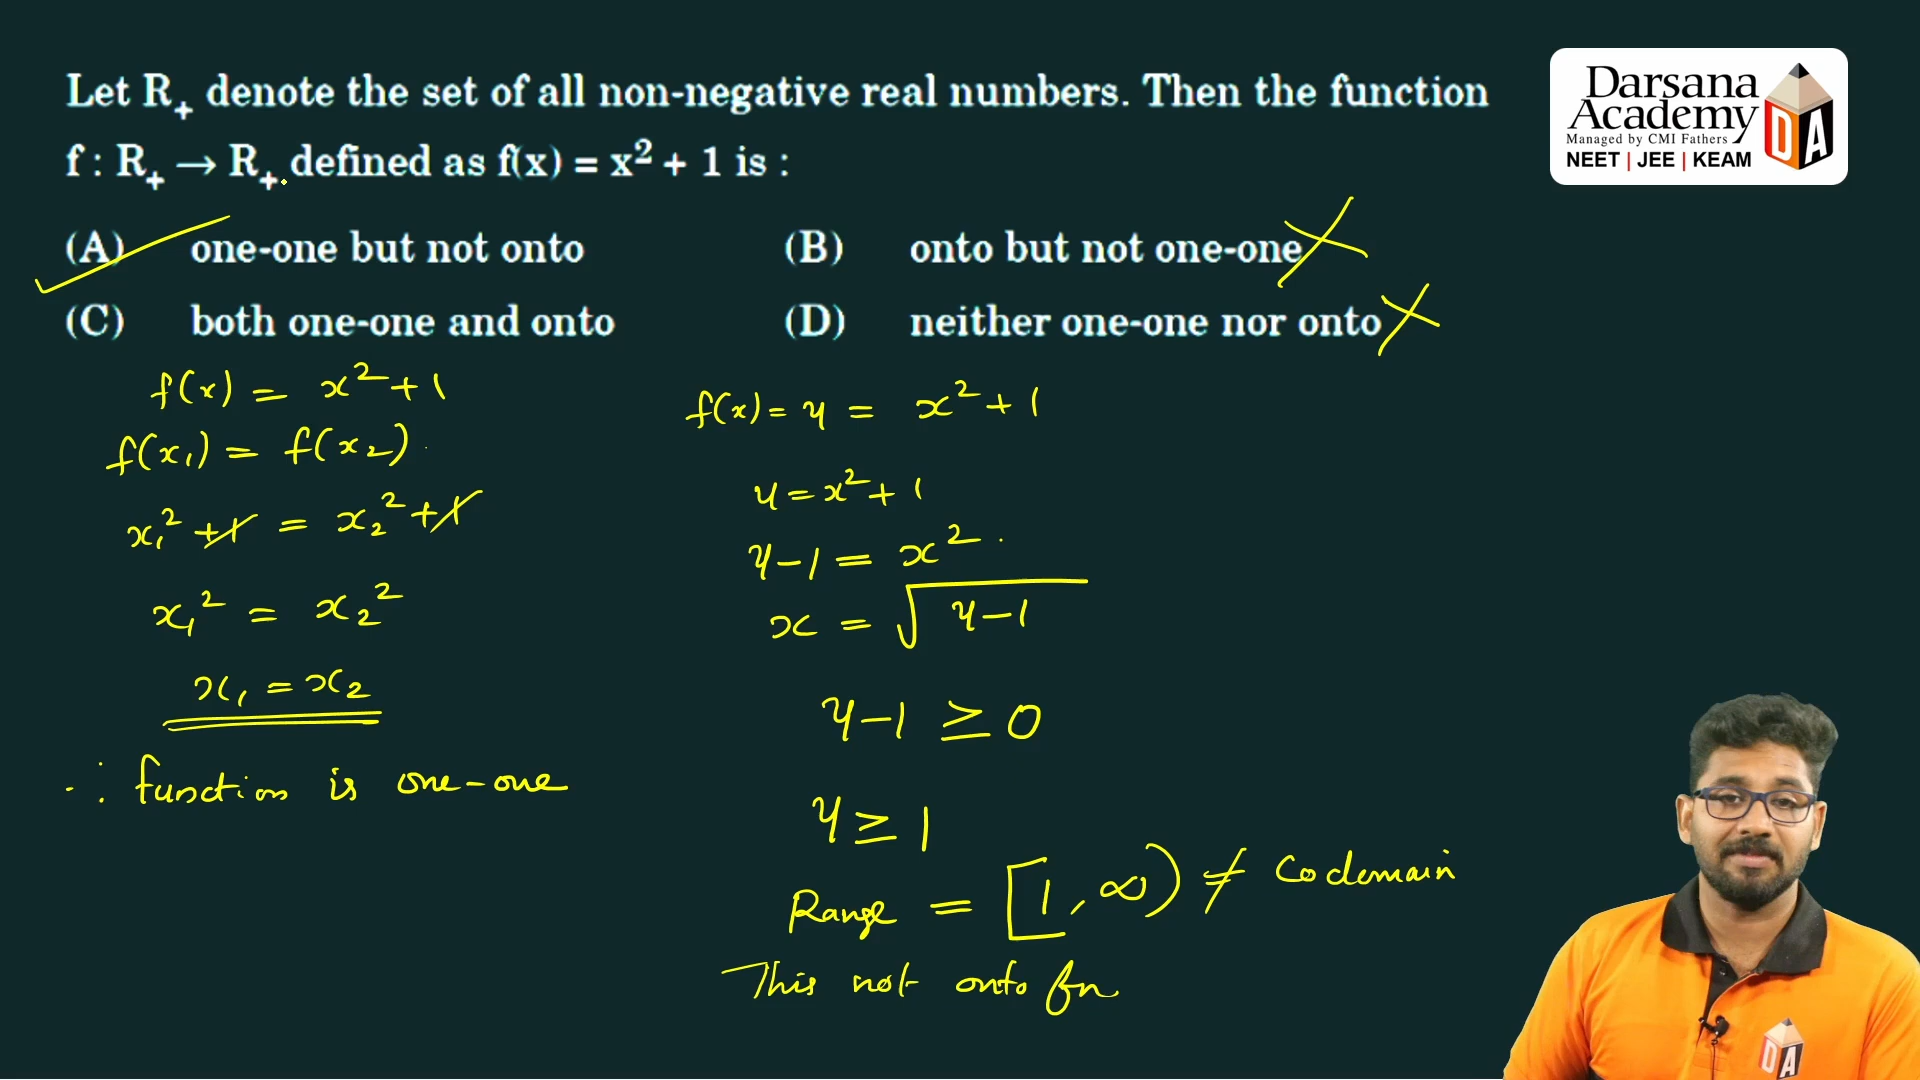 Let R₊ denote the set of all non-negative real numbers. Then the function
f : R₊ → R₊ defined as f(x) = x² + 1 is :
(A) one-one but not onto (B) onto but not one-one
(C) both one-one and onto (D) neither one-one nor onto
Darsana
Academy
Managed by CMI Fathers
NEET | JEE | KEAM
DA
f(x) = x² + 1
f(x₁) = f(x₂)
x₁² + 1 = x₂² + 1
x₁² = x₂²
x₁ = x₂
∴ function is one-one
f(x) = y = x² + 1
y = x² + 1
y - 1 = x²
x = √(y - 1)
y - 1 ≥ 0
y ≥ 1
Range = [1, ∞) ≠ Codomain
This not onto fn
DA